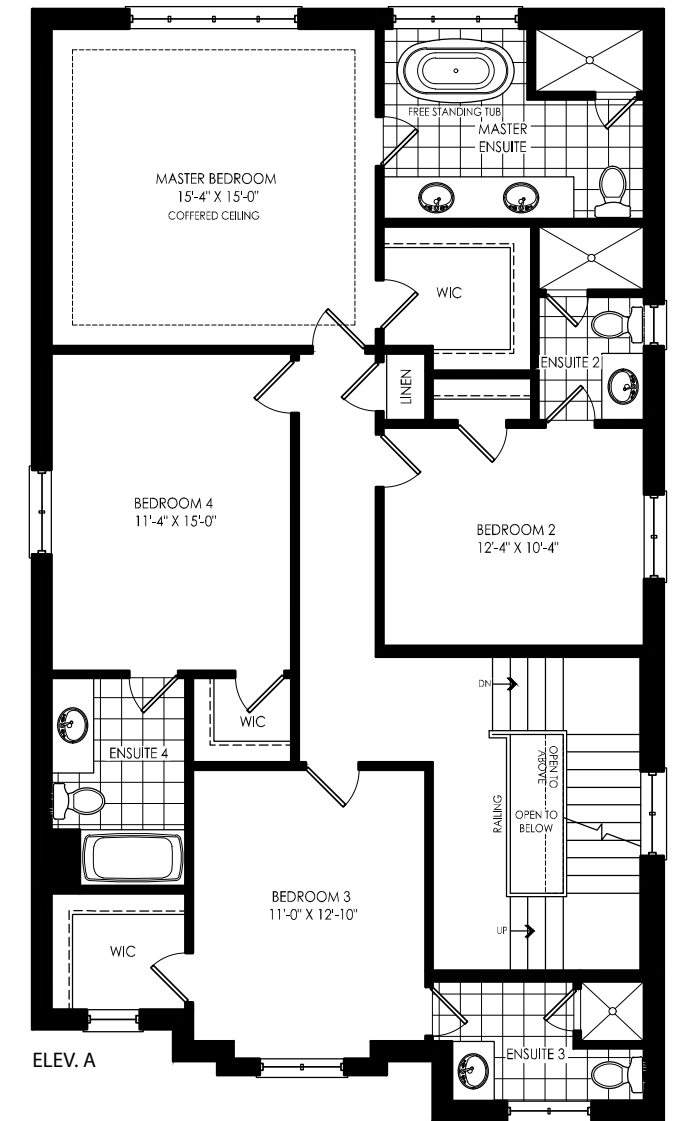 FREE STANDING TUB
MASTER
ENSUITE
MASTER BEDROOM
15'-4" X 15'-0"
COFFERED CEILING
WIC
ENSUITE 2
LINEN
BEDROOM 4
11'-4" X 15'-0"
BEDROOM 2
12'-4" X 10'-4"
DN
WIC
ENSUITE 4
OPEN TO
ABOVE
RAILING
OPEN TO
BELOW
BEDROOM 3
11'-0" X 12'-10"
UP
WIC
ENSUITE 3
ELEV. A